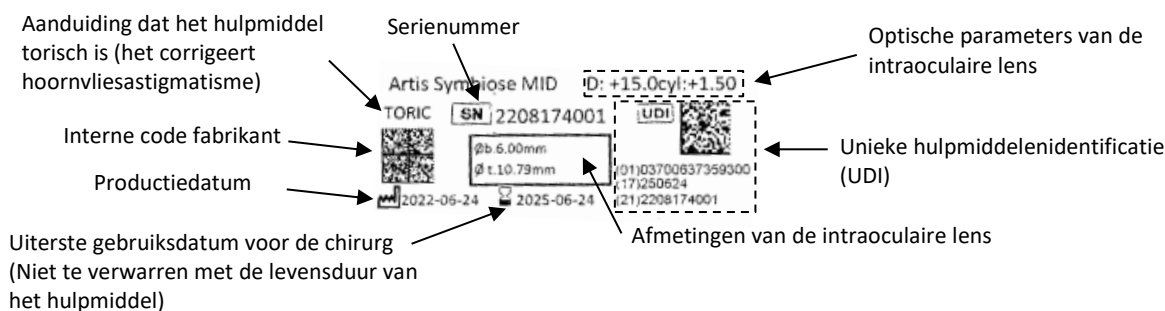 Aanduiding dat het hulpmiddel
torisch is (het corrigeert
hoornvliesastigmatisme)
Serienummer
Optische parameters van de
intraoculaire lens
Artis Symbiose MID D: +15.0cyl:+1.50
TORIC SN 2208174001 UDI
Interne code fabrikant
Øb.6.00mm
Øt.10.79mm
Unieke hulpmiddelenidentificatie
(UDI)
(01)03700637359300
(17)250624
(21)2208174001
Productiedatum
2022-06-24 2025-06-24
Uiterste gebruiksdatum voor de chirurg
(Niet te verwarren met de levensduur van
het hulpmiddel)
Afmetingen van de intraoculaire lens